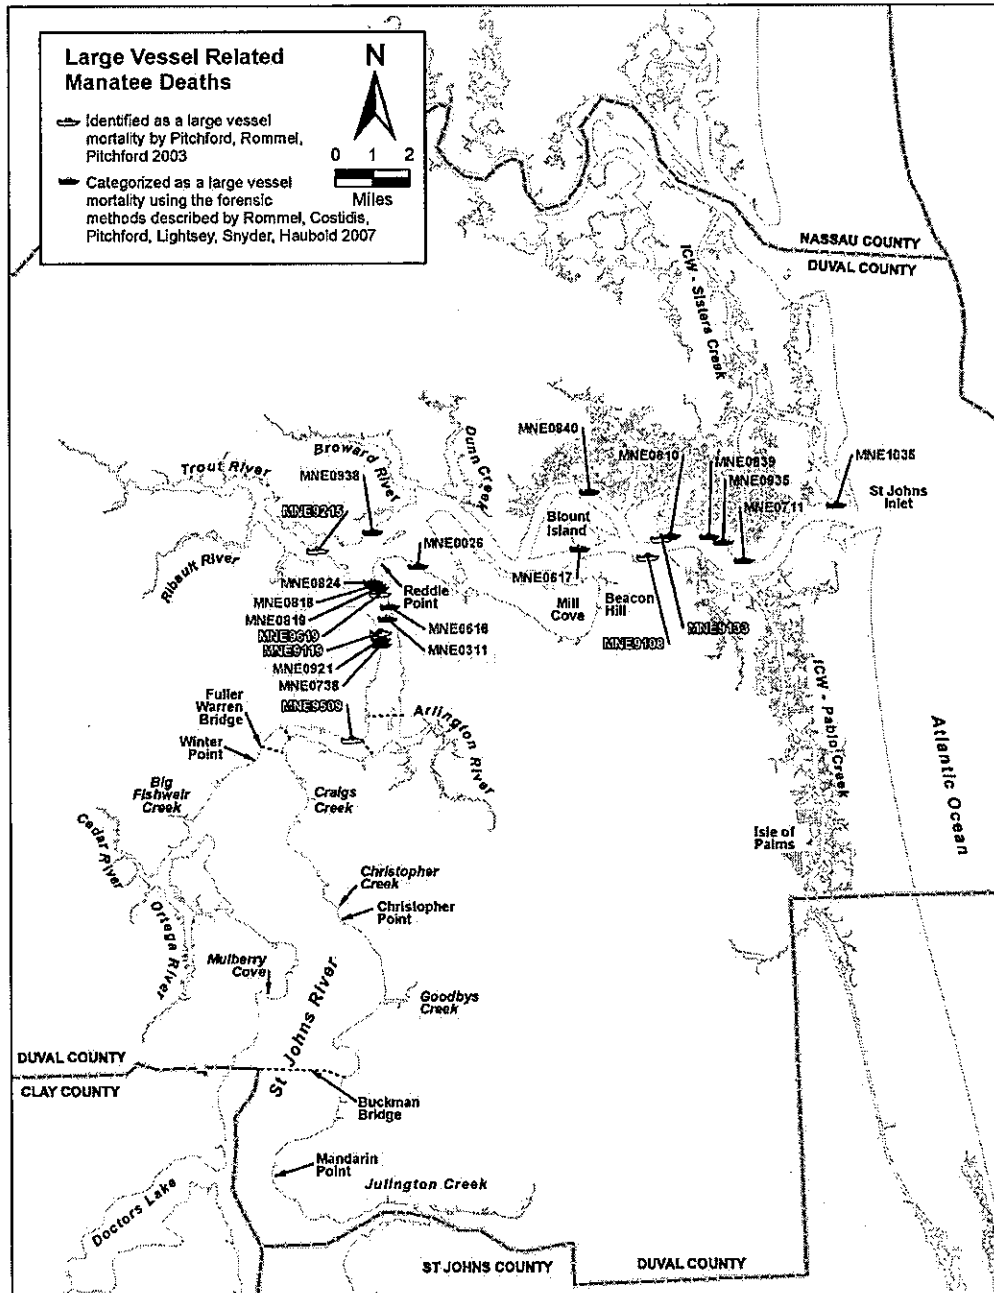 Large Vessel Related
Manatee Deaths
N
Identified as a large vessel
mortality by Pitchford, Rommel,
Pitchford 2003
0 1 2
Miles
Categorized as a large vessel
mortality using the forensic
methods described by Rommel, Costidis,
Pitchford, Lightsey, Snyder, Haubold 2007
NASSAU COUNTY
DUVAL COUNTY
ICW - Sisters Creek
MNE0840
Dunn Creek
Broward River
MNE0810
MNE0839
MNE1035
Trout River
MNE0938
MNE0935
St Johns
Inlet
MNE9215
MNE0711
Blount
Island
Ribault River
MNE0026
MNE0824
MNE0617
Reddie
Point
MNE0818
Mill
Cove
Beacon
Hill
MNE0819
MNE0616
MNE9133
MNE9619
MNE9108
MNE9119
MNE0311
MNE0921
MNE0738
Fuller
Warren
Bridge
MNE9509
Arlington River
ICW - Pablo Creek
Winter
Point
Atlantic Ocean
Big
Fishweir
Creek
Craigs
Creek
Cedar River
Isle of
Palms
Christopher
Creek
Christopher
Point
Ortega River
Mulberry
Cove
St Johns River
Goodbys
Creek
DUVAL COUNTY
CLAY COUNTY
Buckman
Bridge
Mandarin
Point
Julington Creek
Doctors Lake
ST JOHNS COUNTY
DUVAL COUNTY